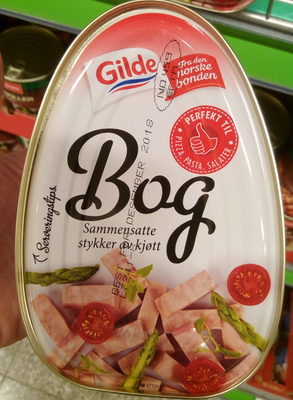 Gilde
Fra den
norske
bonden
PERFEKT TIL
PIZZA, PASTA, SALATER
Bog
Sammensatte
stykker av kjøtt
Serveringstips
DESEMBER 2018